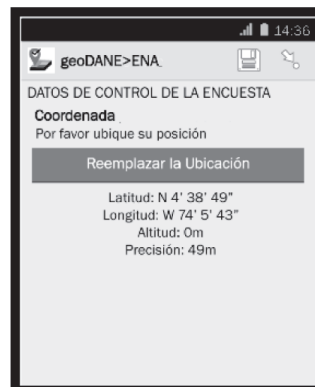 14:36
geoDANE>ENA
DATOS DE CONTROL DE LA ENCUESTA
Coordenada
Por favor ubique su posición
Reemplazar la Ubicación
Latitud: N 4' 38' 49"
Longitud: W 74' 5' 43"
Altitud: 0m
Precisión: 49m